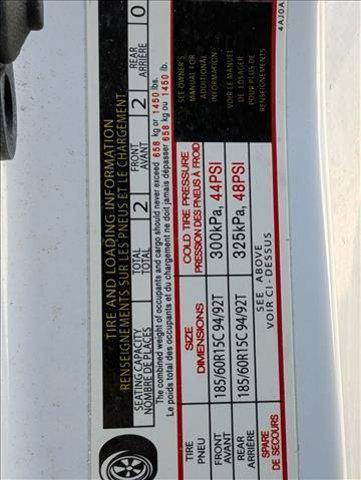 TIRE AND LOADING INFORMATION
RENSEIGNEMENTS SUR LES PNEUS ET LE CHARGEMENT
SEATING CAPACITY
NOMBRE DE PLACES
TOTAL
TOTAL
2
FRONT
AVANT
2
REAR
ARRIÈRE
0
The combined weight of occupants and cargo should never exceed 658 kg or 1450 lbs.
Le poids total des occupants et du chargement ne doit jamais dépasser 658 kg ou 1450 lb.
TIRE
PNEU
SIZE
DIMENSIONS
COLD TIRE PRESSURE
PRESSION DES PNEUS À FROID
FRONT
AVANT
185/60R15C 94/92T
300kPa, 44PSI
REAR
ARRIÈRE
185/60R15C 94/92T
325kPa, 48PSI
SPARE
DE SECOURS
SEE ABOVE
VOIR CI-DESSUS
SEE OWNER'S
MANUAL FOR
ADDITIONAL
INFORMATION
VOIR LE MANUEL
DE L'USAGER
POUR PLUS DE
RENSEIGNEMENTS